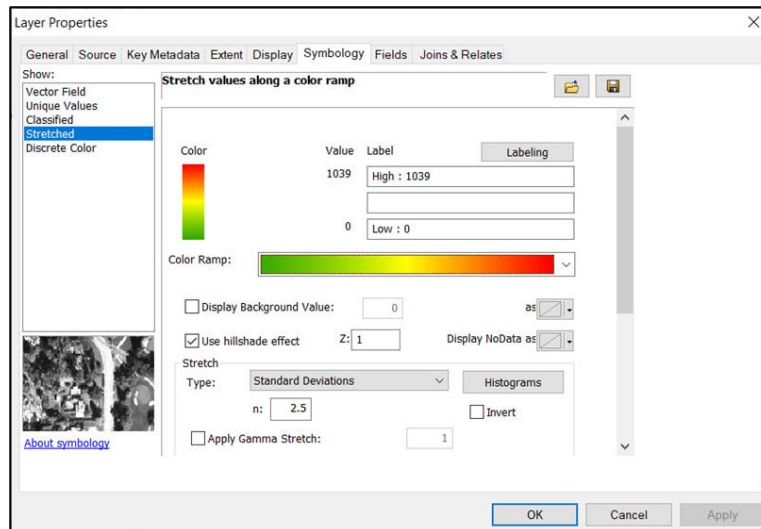 Layer Properties
General Source Key Metadata Extent Display Symbology Fields Joins & Relates
Show:
Vector Field
Unique Values
Classified
Stretched
Discrete Color
About symbology
Stretch values along a color ramp
Color Value Label Labeling
1039 High : 1039
0 Low : 0
Color Ramp:
Display Background Value: 0 as
Use hillshade effect Z: 1 Display NoData as
Stretch
Type: Standard Deviations Histograms
n: 2.5 Invert
Apply Gamma Stretch: 1
OK Cancel Apply